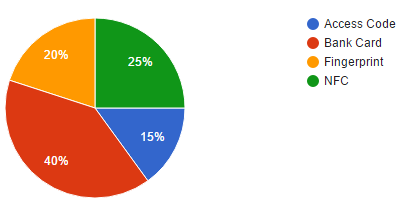 20%
25%
15%
40%
Access Code
Bank Card
Fingerprint
NFC